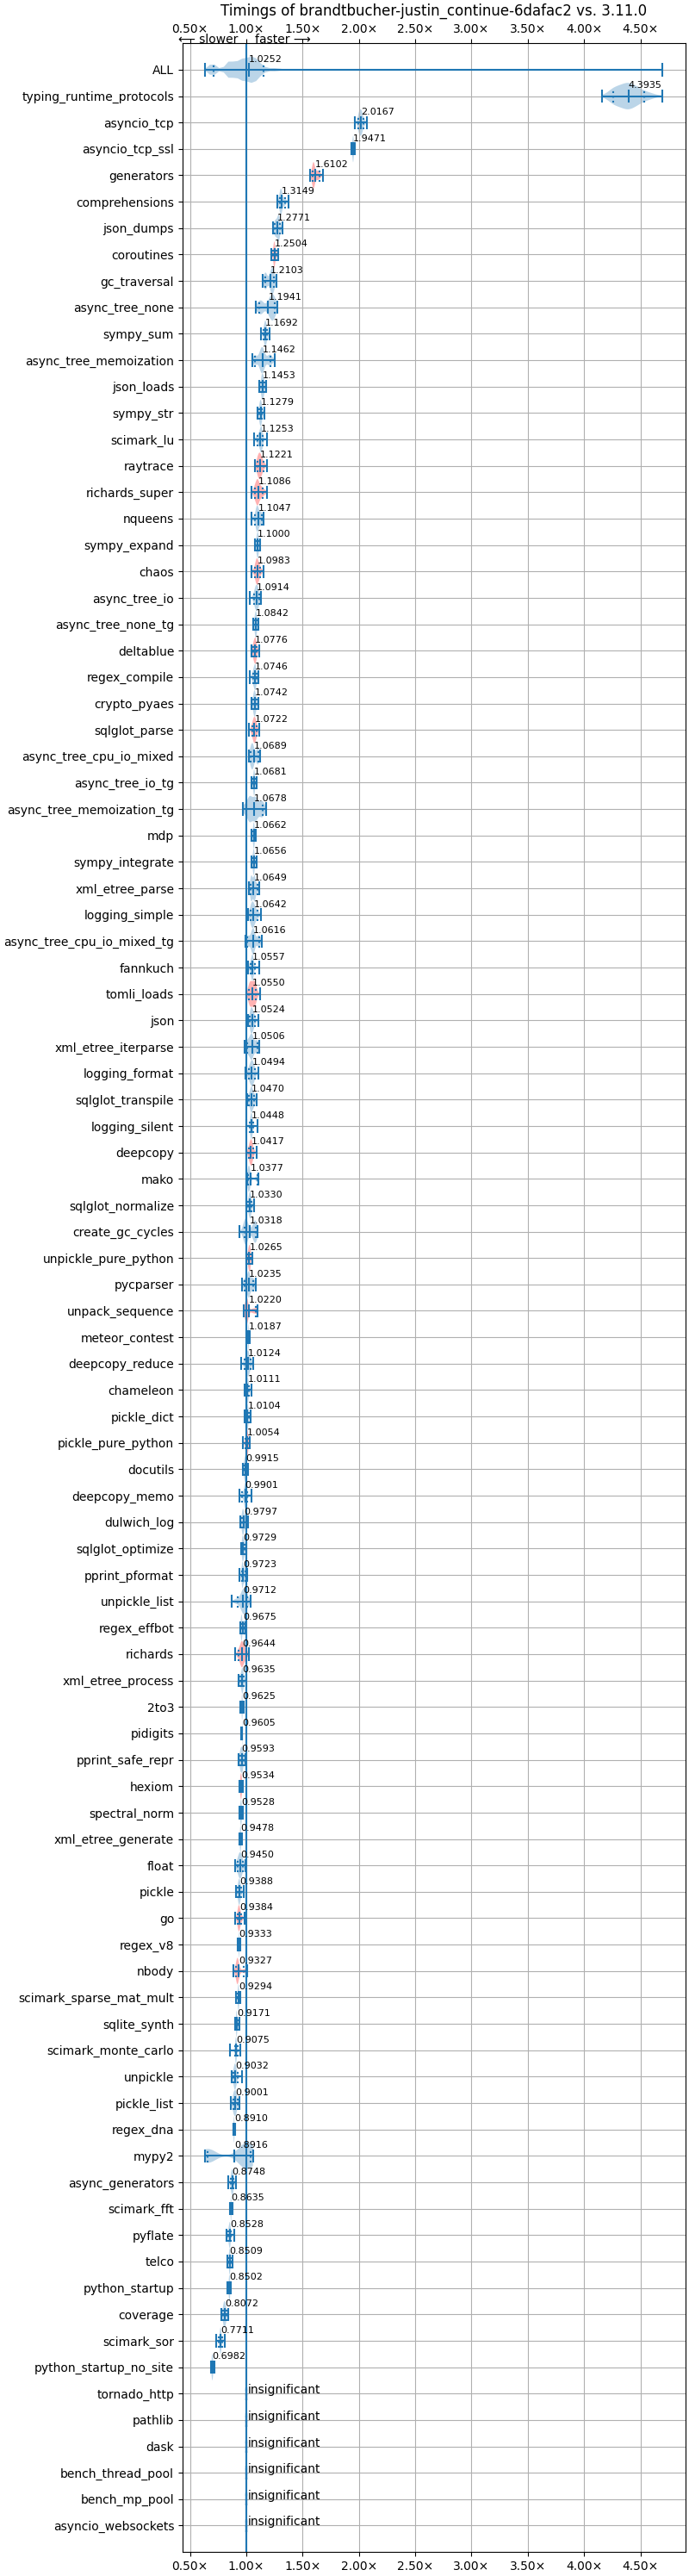 Timings of brandtbucher-justin_continue-6dafac2 vs. 3.11.0
0.50× 1.00× 1.50× 2.00× 2.50× 3.00× 3.50× 4.00× 4.50×
⟵ slower faster ⟶
ALL 1.0252
typing_runtime_protocols 4.3935
asyncio_tcp 2.0167
asyncio_tcp_ssl 1.9471
generators 1.6102
comprehensions 1.3149
json_dumps 1.2771
coroutines 1.2504
gc_traversal 1.2103
async_tree_none 1.1941
sympy_sum 1.1692
async_tree_memoization 1.1462
json_loads 1.1453
sympy_str 1.1279
scimark_lu 1.1253
raytrace 1.1221
richards_super 1.1086
nqueens 1.1047
sympy_expand 1.1000
chaos 1.0983
async_tree_io 1.0914
async_tree_none_tg 1.0842
deltablue 1.0776
regex_compile 1.0746
crypto_pyaes 1.0742
sqlglot_parse 1.0722
async_tree_cpu_io_mixed 1.0689
async_tree_io_tg 1.0681
async_tree_memoization_tg 1.0678
mdp 1.0662
sympy_integrate 1.0656
xml_etree_parse 1.0649
logging_simple 1.0642
async_tree_cpu_io_mixed_tg 1.0616
fannkuch 1.0557
tomli_loads 1.0550
json 1.0524
xml_etree_iterparse 1.0506
logging_format 1.0494
sqlglot_transpile 1.0470
logging_silent 1.0448
deepcopy 1.0417
mako 1.0377
sqlglot_normalize 1.0330
create_gc_cycles 1.0318
unpickle_pure_python 1.0265
pycparser 1.0235
unpack_sequence 1.0220
meteor_contest 1.0187
deepcopy_reduce 1.0124
chameleon 1.0111
pickle_dict 1.0104
pickle_pure_python 1.0054
docutils 0.9915
deepcopy_memo 0.9901
dulwich_log 0.9797
sqlglot_optimize 0.9729
pprint_pformat 0.9723
unpickle_list 0.9712
regex_effbot 0.9675
richards 0.9644
xml_etree_process 0.9635
2to3 0.9625
pidigits 0.9605
pprint_safe_repr 0.9593
hexiom 0.9534
spectral_norm 0.9528
xml_etree_generate 0.9478
float 0.9450
pickle 0.9388
go 0.9384
regex_v8 0.9333
nbody 0.9327
scimark_sparse_mat_mult 0.9294
sqlite_synth 0.9171
scimark_monte_carlo 0.9075
unpickle 0.9032
pickle_list 0.9001
regex_dna 0.8910
mypy2 0.8916
async_generators 0.8748
scimark_fft 0.8635
pyflate 0.8528
telco 0.8509
python_startup 0.8502
coverage 0.8072
scimark_sor 0.7711
python_startup_no_site 0.6982
tornado_http insignificant
pathlib insignificant
dask insignificant
bench_thread_pool insignificant
bench_mp_pool insignificant
asyncio_websockets insignificant
0.50× 1.00× 1.50× 2.00× 2.50× 3.00× 3.50× 4.00× 4.50×